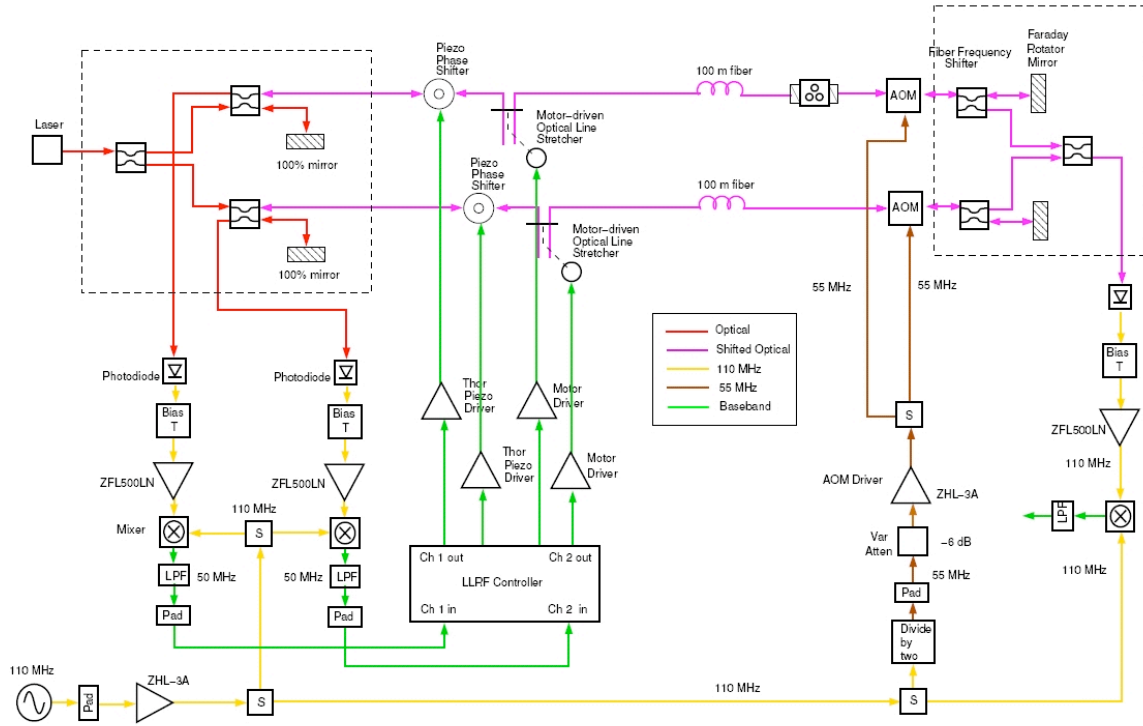 Piezo
Phase
Shifter
100 m fiber
Fiber Frequency
Shifter
Faraday
Rotator
Mirror
AOM
Laser
100% mirror
Motor-driven
Optical Line
Stretcher
Piezo
Phase
Shifter
100 m fiber
AOM
100% mirror
Motor-driven
Optical Line
Stretcher
55 MHz
55 MHz
Optical
Shifted Optical
110 MHz
55 MHz
Baseband
Photodiode
Photodiode
Bias
T
Bias
T
Bias
T
Thor
Piezo
Driver
Motor
Driver
Thor
Piezo
Driver
Motor
Driver
S
ZFL500LN
ZFL500LN
ZFL500LN
110 MHz
AOM Driver
ZHL-3A
Mixer
110 MHz
S
LPF
50 MHz
50 MHz
LPF
Pad
Pad
Ch 1 out
Ch 2 out
LLRF Controller
Ch 1 in
Ch 2 in
Var
Atten
-6 dB
55 MHz
Pad
Divide
by
two
LPF
110 MHz
110 MHz
Pad
ZHL-3A
S
110 MHz
S